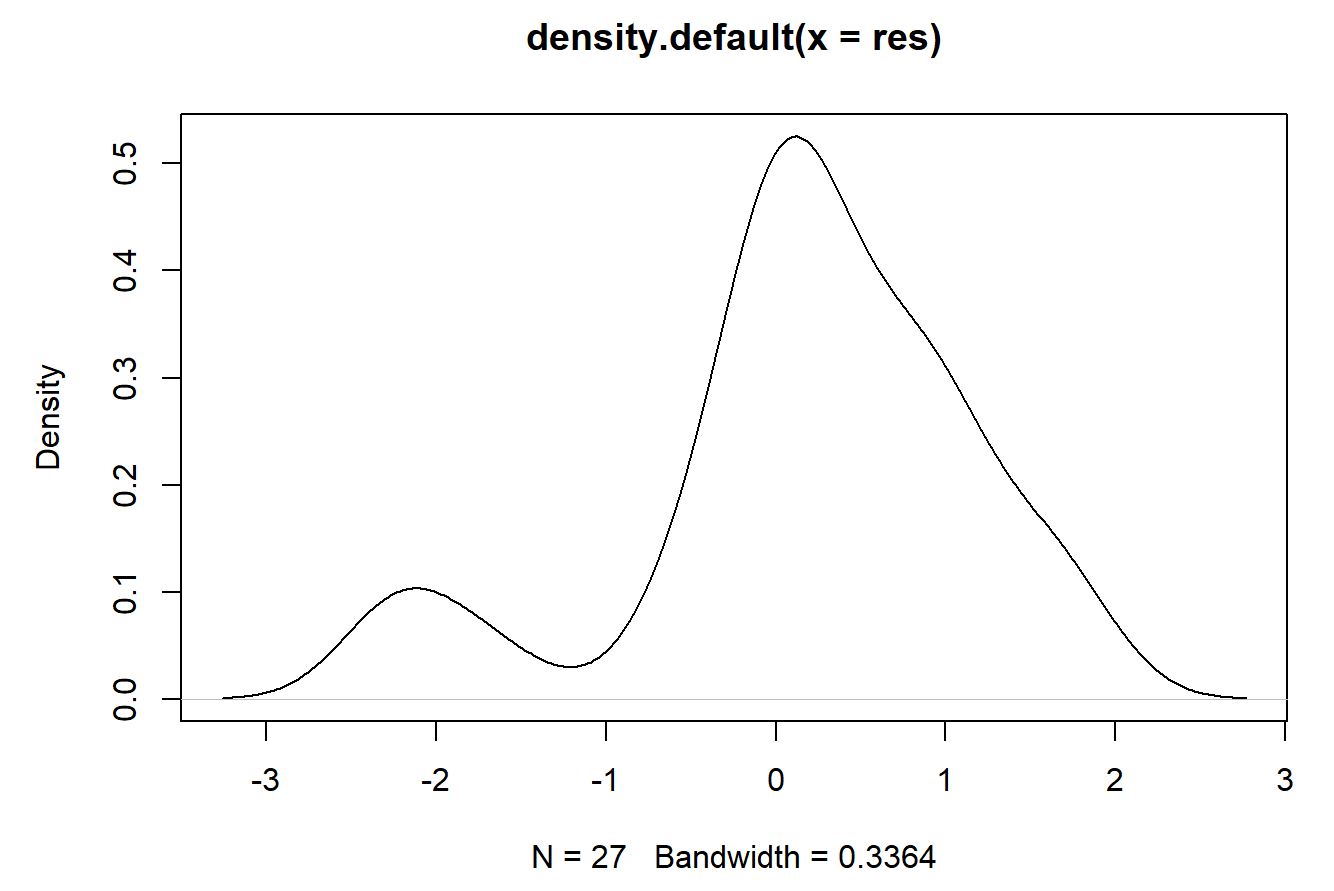 density.default(x = res)
Density
0.5
0.4
0.3
0.2
0.1
0.0
-3 -2 -1 0 1 2 3
N = 27 Bandwidth = 0.3364